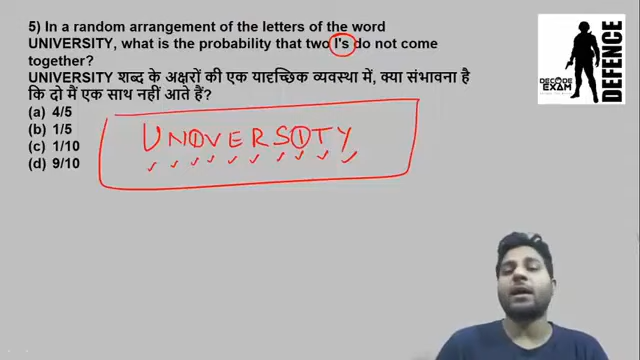 5) In a random arrangement of the letters of the word
UNIVERSITY, what is the probability that two I's do not come
together?
UNIVERSITY शब्द के अक्षरों की एक यादृच्छिक व्यवस्था में, क्या संभावना है
कि दो मैं एक साथ नहीं आते हैं?
(a) 4/5
(b) 1/5
(c) 1/10
(d) 9/10
UNIVERSITY
DECODE
EXAM
DEFENCE